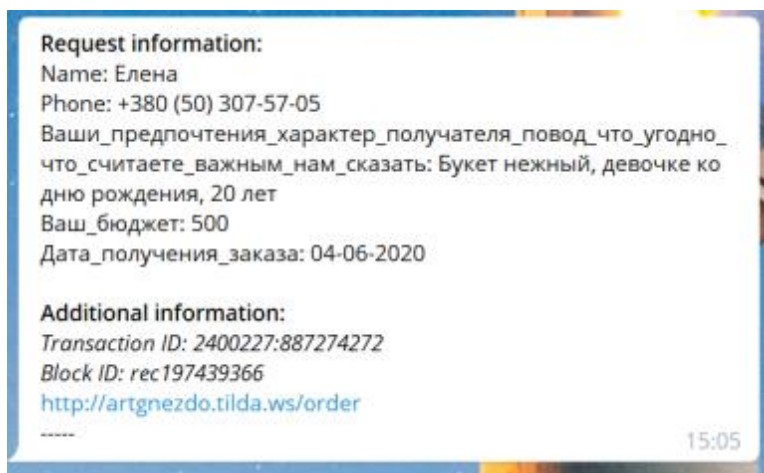 Request information:
Name: Елена
Phone: +380 (50) 307-57-05
Ваши_предпочтения_характер_получателя_повод_что_угодно_
что_считаете_важным_нам_сказать: Букет нежный, девочке ко
дню рождения, 20 лет
Ваш_бюджет: 500
Дата_получения_заказа: 04-06-2020
Additional information:
Transaction ID: 2400227:887274272
Block ID: rec197439366
http://artgnezdo.tilda.ws/order
-----
15:05